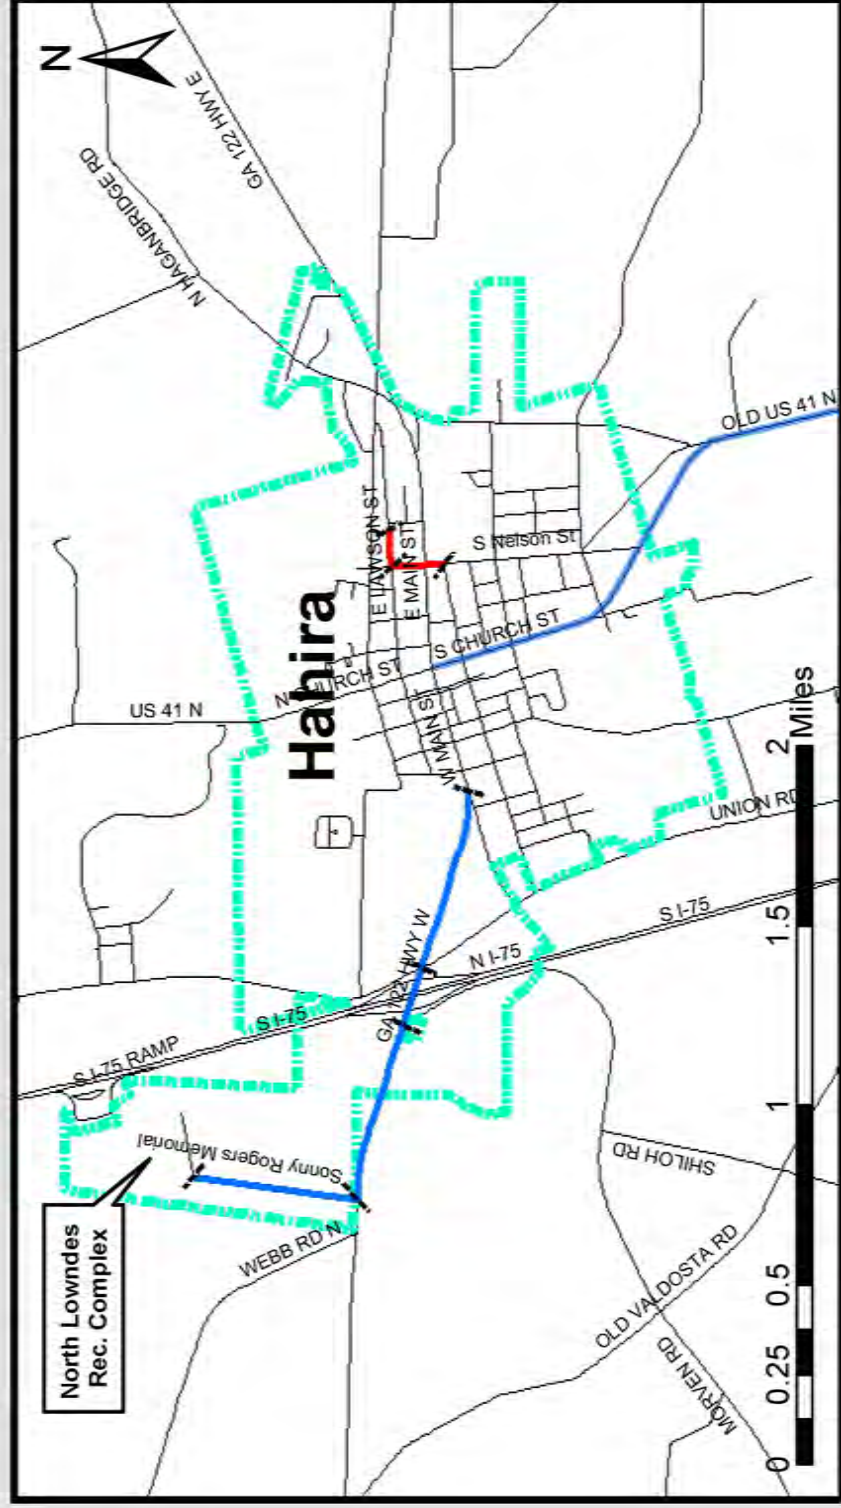 North Lowndes
Rec. Complex
WEBB RD N
Sonny Rogers Memorial
S I-75 RAMP
S I-75
US 41 N
N HAGANBRIDGE RD
GA 122 HWY E
N
Hahira
N CHURCH ST
E LAWSON ST
E MAIN ST
GA 122 HWY W
W MAIN ST
S CHURCH ST
S Nelson St
N I-75
S I-75
SHILOH RD
OLD VALDOSTA RD
MORVEN RD
UNION RD
OLD US 41 N
0 0.25 0.5 1 1.5 2
Miles